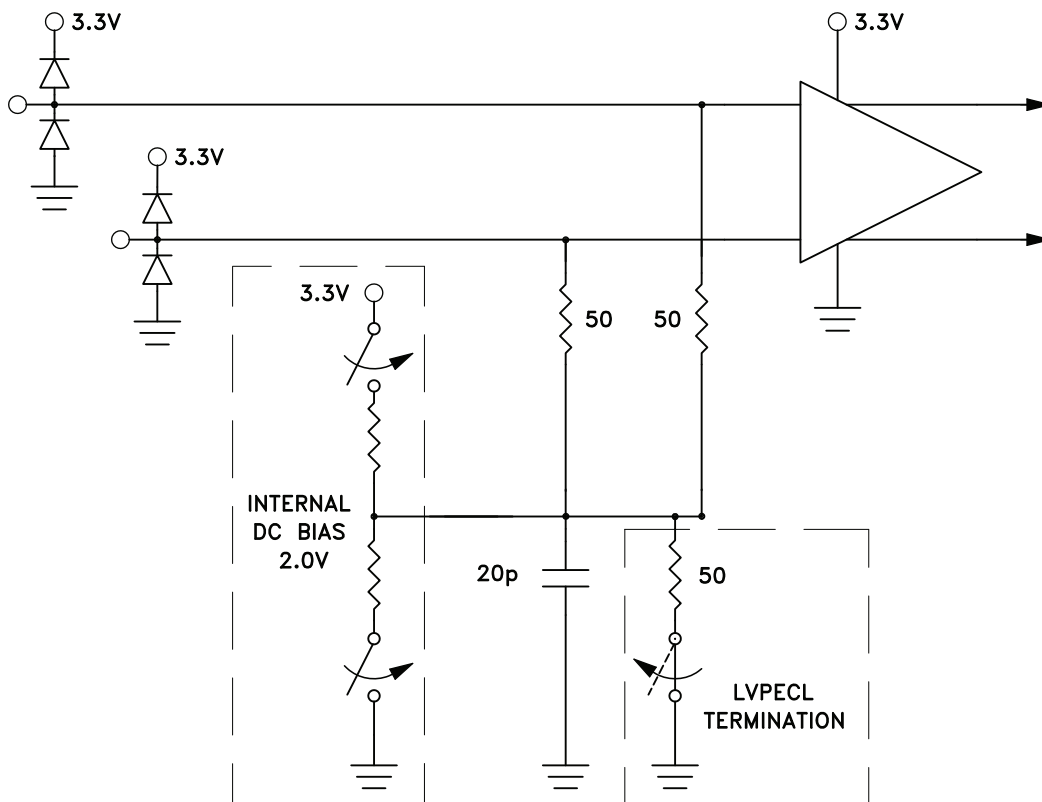 3.3V
3.3V
3.3V
3.3V
50
50
INTERNAL
DC BIAS
2.0V
20p
50
LVPECL
TERMINATION